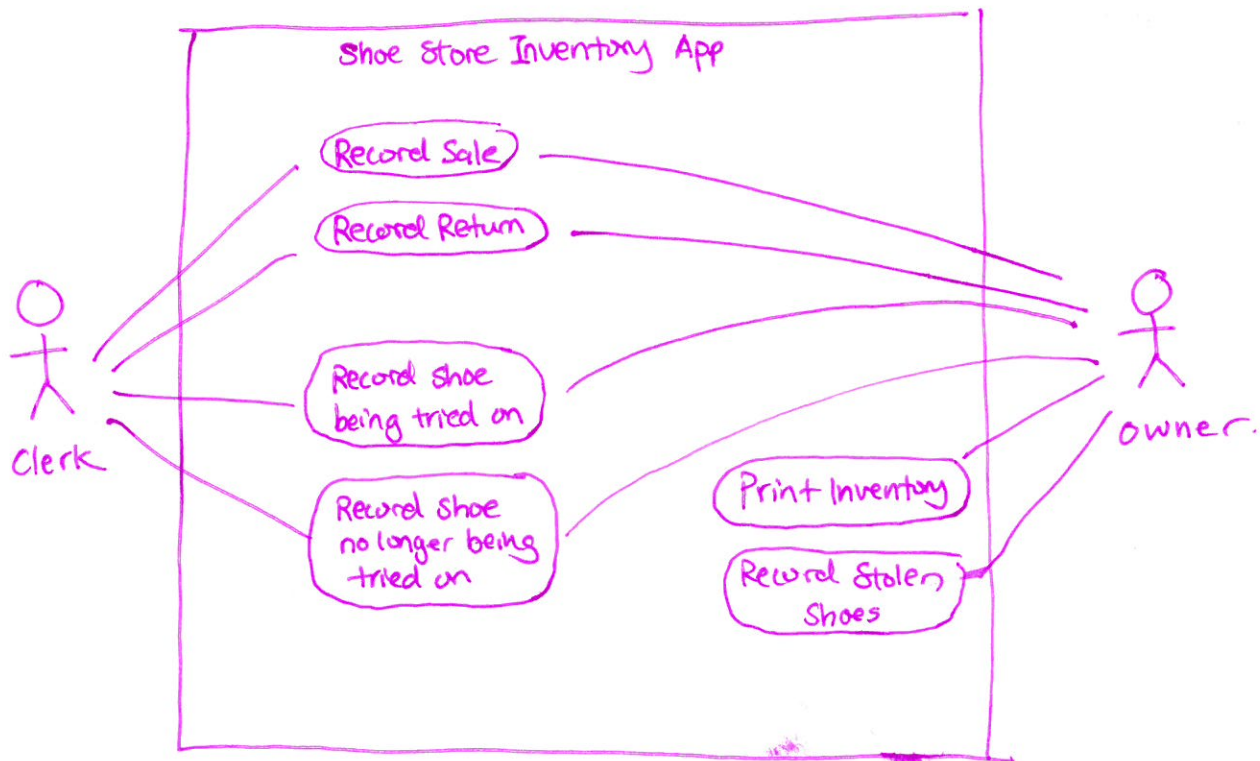 Shoe Store Inventory App
Record Sale
Record Return
Record Shoe
being tried on
Clerk
Record Shoe
no longer being
tried on
owner.
Print Inventory
Record Stolen
Shoes